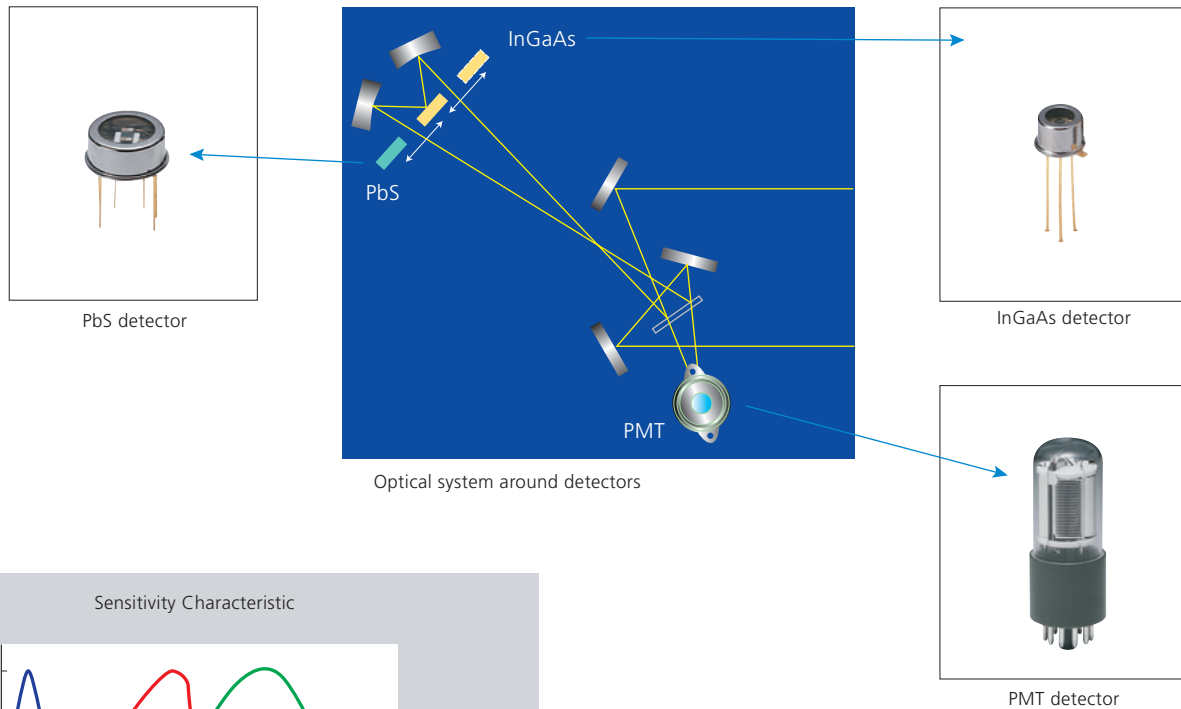 InGaAs
PbS
PMT
PbS detector
InGaAs detector
Optical system around detectors
Sensitivity Characteristic
PMT detector